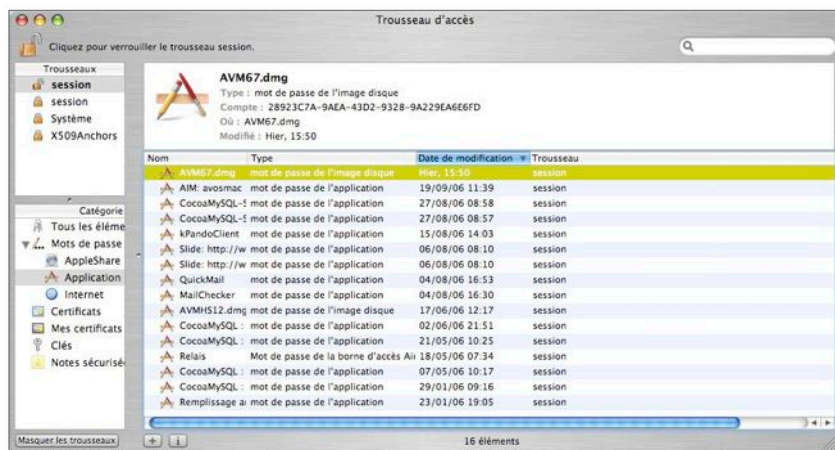 Trousseau d'accès
Cliquez pour verrouiller le trousseau session.
Trousseaux
session
session
Système
X509Anchors
AVM67.dmg
Type : mot de passe de l'image disque
Compte : 28923C7A-9AEA-43D2-9328-9A229EA6E6FD
Où : AVM67.dmg
Modifié : Hier, 15:50
Nom Type Date de modification Trousseau
AVM67.dmg mot de passe de l'image disque Hier, 15:50 session
AIM: avosmac mot de passe de l'application 19/09/06 11:39 session
CocoaMySQL-S mot de passe de l'application 27/08/06 08:58 session
CocoaMySQL-S mot de passe de l'application 27/08/06 08:57 session
kPandoClient mot de passe de l'application 15/08/06 14:03 session
Slide: http://w mot de passe de l'application 06/08/06 08:10 session
Slide: http://w mot de passe de l'application 06/08/06 08:10 session
QuickMail mot de passe de l'application 04/08/06 16:53 session
MailChecker mot de passe de l'application 04/08/06 16:30 session
AVMHS12.dmg mot de passe de l'image disque 17/06/06 12:17 session
CocoaMySQL : mot de passe de l'application 02/06/06 21:51 session
CocoaMySQL : mot de passe de l'application 21/05/06 10:25 session
Relais Mot de passe de la borne d'accès Air 18/05/06 07:34 session
CocoaMySQL : mot de passe de l'application 07/05/06 10:17 session
CocoaMySQL : mot de passe de l'application 29/01/06 09:16 session
Remplissage au mot de passe de l'application 23/01/06 19:05 session
Catégorie
Tous les éléme
Mots de passe
AppleShare
Application
Internet
Certificats
Mes certificats
Clés
Notes sécurisé
Masquer les trousseaux
16 éléments